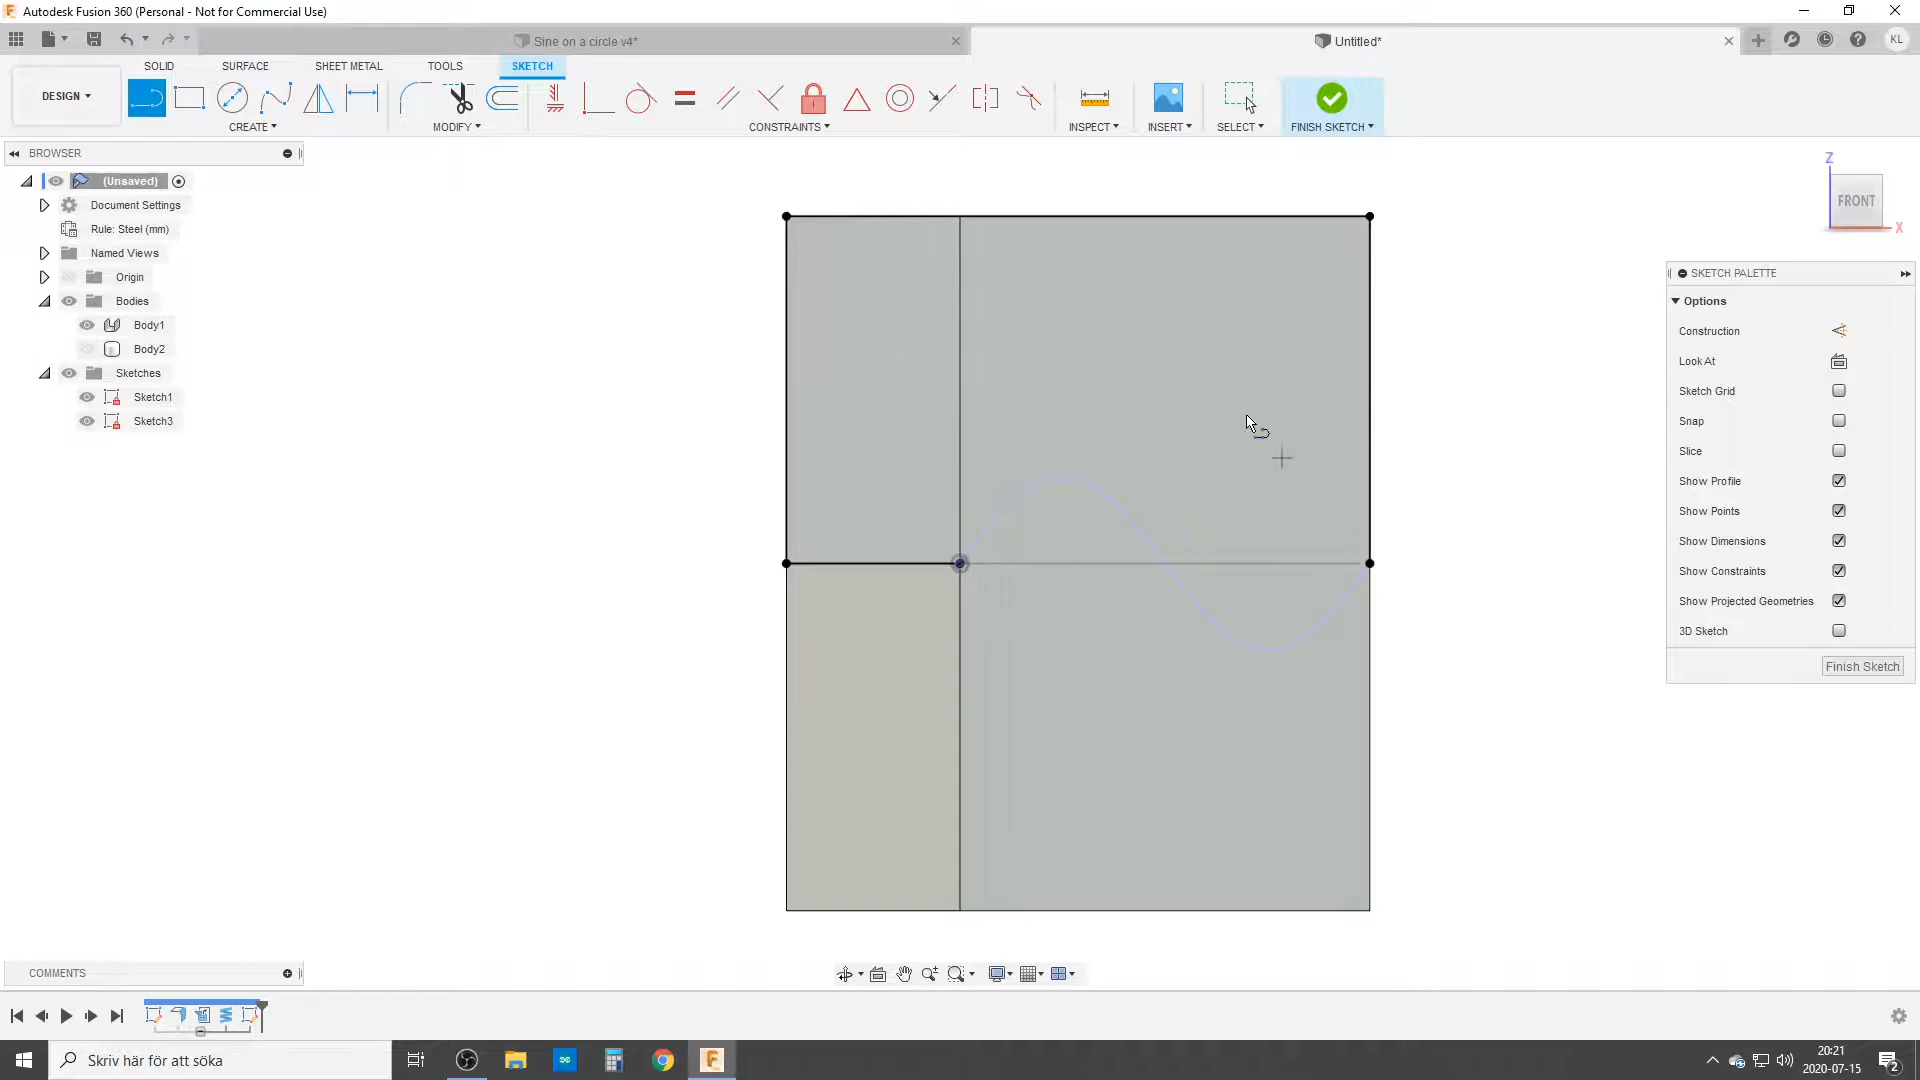 Autodesk Fusion 360 (Personal - Not for Commercial Use)
Sine on a circle v4*
Untitled*
KL
SOLID
SURFACE
SHEET METAL
TOOLS
SKETCH
DESIGN
CREATE
MODIFY
CONSTRAINTS
INSPECT
INSERT
SELECT
FINISH SKETCH
BROWSER
(Unsaved)
Document Settings
Rule: Steel (mm)
Named Views
Origin
Bodies
Body1
Body2
Sketches
Sketch1
Sketch3
Z
FRONT
X
SKETCH PALETTE
Options
Construction
Look At
Sketch Grid
Snap
Slice
Show Profile
Show Points
Show Dimensions
Show Constraints
Show Projected Geometries
3D Sketch
Finish Sketch
COMMENTS
Skriv här för att söka
20:21
2020-07-15
2